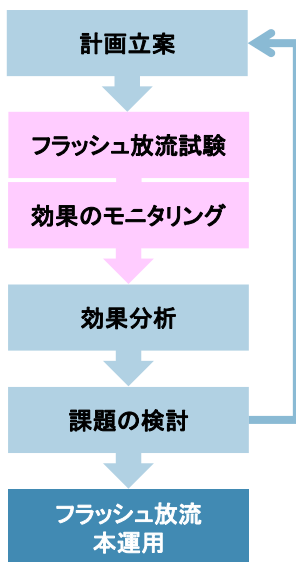 計画立案
フラッシュ放流試験
効果のモニタリング
効果分析
課題の検討
フラッシュ放流
本運用